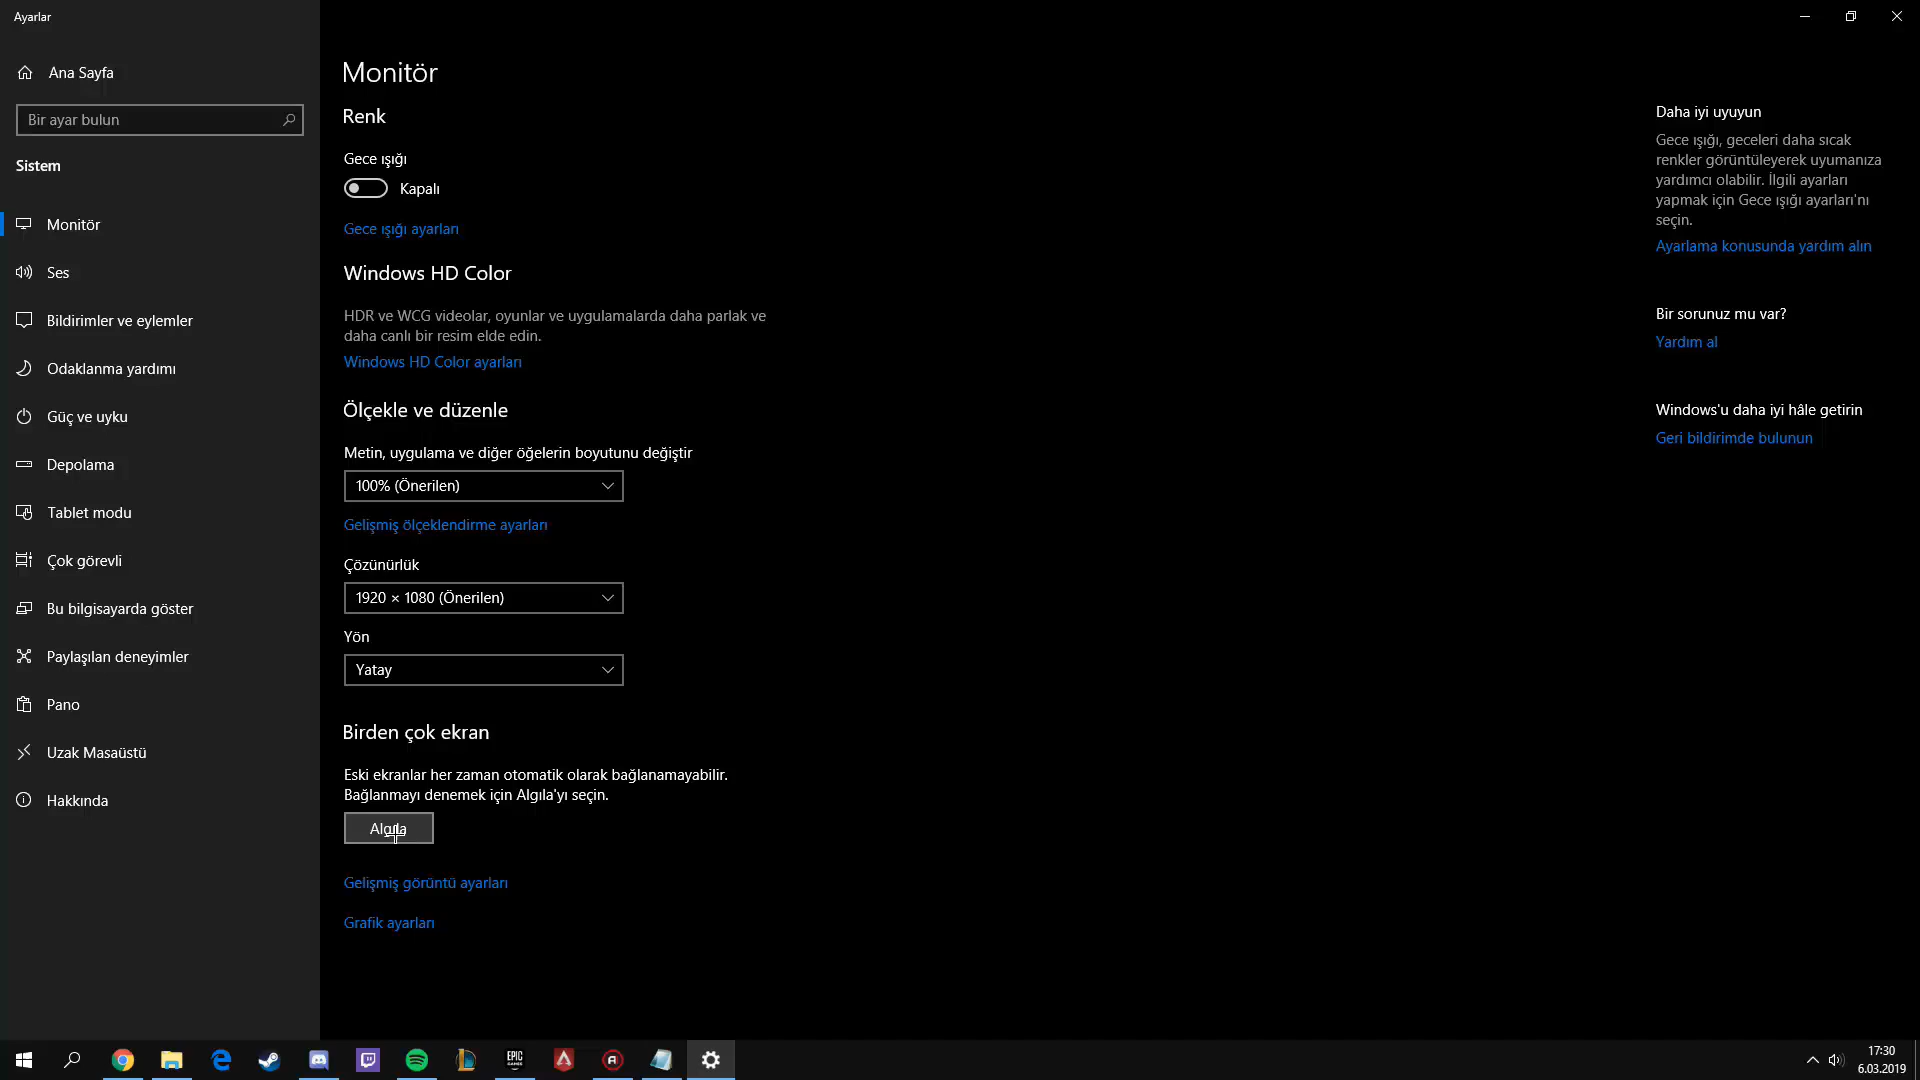 Ayarlar
Ana Sayfa
Bir ayar bulun
Sistem
Monitör
Ses
Bildirimler ve eylemler
Odaklanma yardımı
Güç ve uyku
Depolama
Tablet modu
Çok görevli
Bu bilgisayarda göster
Paylaşılan deneyimler
Pano
Uzak Masaüstü
Hakkında
Monitör
Renk
Gece ışığı
Kapalı
Gece ışığı ayarları
Windows HD Color
HDR ve WCG videolar, oyunlar ve uygulamalarda daha parlak ve
daha canlı bir resim elde edin.
Windows HD Color ayarları
Ölçekle ve düzenle
Metin, uygulama ve diğer öğelerin boyutunu değiştir
100% (Önerilen)
Gelişmiş ölçeklendirme ayarları
Çözünürlük
1920 × 1080 (Önerilen)
Yön
Yatay
Birden çok ekran
Eski ekranlar her zaman otomatik olarak bağlanamayabilir.
Bağlanmayı denemek için Algıla'yı seçin.
Algıla
Gelişmiş görüntü ayarları
Grafik ayarları
Daha iyi uyuyun
Gece ışığı, geceleri daha sıcak
renkler görüntüleyerek uyumanıza
yardımcı olabilir. İlgili ayarları
yapmak için Gece ışığı ayarları'nı
seçin.
Ayarlama konusunda yardım alın
Bir sorunuz mu var?
Yardım al
Windows'u daha iyi hâle getirin
Geri bildirimde bulunun
EPIC
GAMES
17:30
6.03.2019